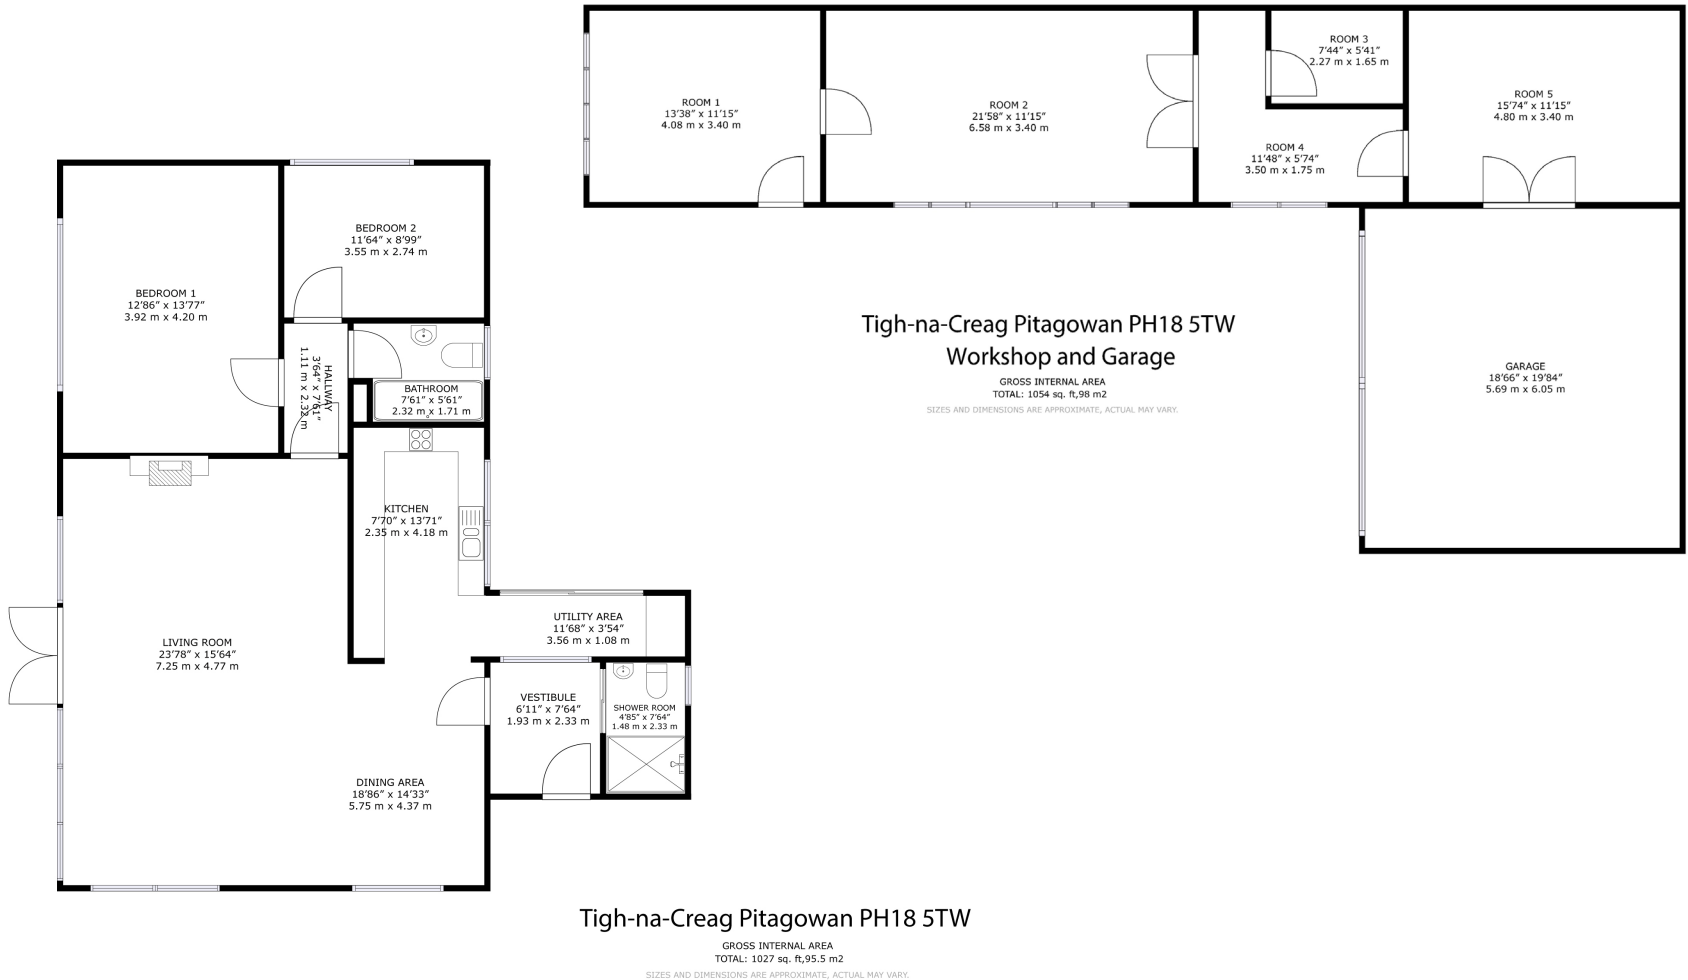 ROOM 1
13’38” x 11’15”
4.08 m x 3.40 m
ROOM 2
21’58” x 11’15”
6.58 m x 3.40 m
ROOM 3
7’44” x 5’41”
2.27 m x 1.65 m
ROOM 4
11’48” x 5’74”
3.50 m x 1.75 m
ROOM 5
15’74” x 11’15”
4.80 m x 3.40 m
GARAGE
18’66” x 19’84”
5.69 m x 6.05 m
Tigh-na-Creag Pitagowan PH18 5TW
Workshop and Garage
GROSS INTERNAL AREA
TOTAL: 1054 sq. ft,98 m2
SIZES AND DIMENSIONS ARE APPROXIMATE, ACTUAL MAY VARY.
BEDROOM 2
11’64” x 8’99”
3.55 m x 2.74 m
BEDROOM 1
12’86” x 13’77”
3.92 m x 4.20 m
HALLWAY
3’64” x 7’61”
1.11 m x 2.32 m
BATHROOM
7’61” x 5’61”
2.32 m x 1.71 m
KITCHEN
7’70” x 13’71”
2.35 m x 4.18 m
LIVING ROOM
23’78” x 15’64”
7.25 m x 4.77 m
UTILITY AREA
11’68” x 3’54”
3.56 m x 1.08 m
VESTIBULE
6’11” x 7’64”
1.93 m x 2.33 m
SHOWER ROOM
4’85” x 7’64”
1.48 m x 2.33 m
DINING AREA
18’86” x 14’33”
5.75 m x 4.37 m
Tigh-na-Creag Pitagowan PH18 5TW
GROSS INTERNAL AREA
TOTAL: 1027 sq. ft,95.5 m2
SIZES AND DIMENSIONS ARE APPROXIMATE, ACTUAL MAY VARY.